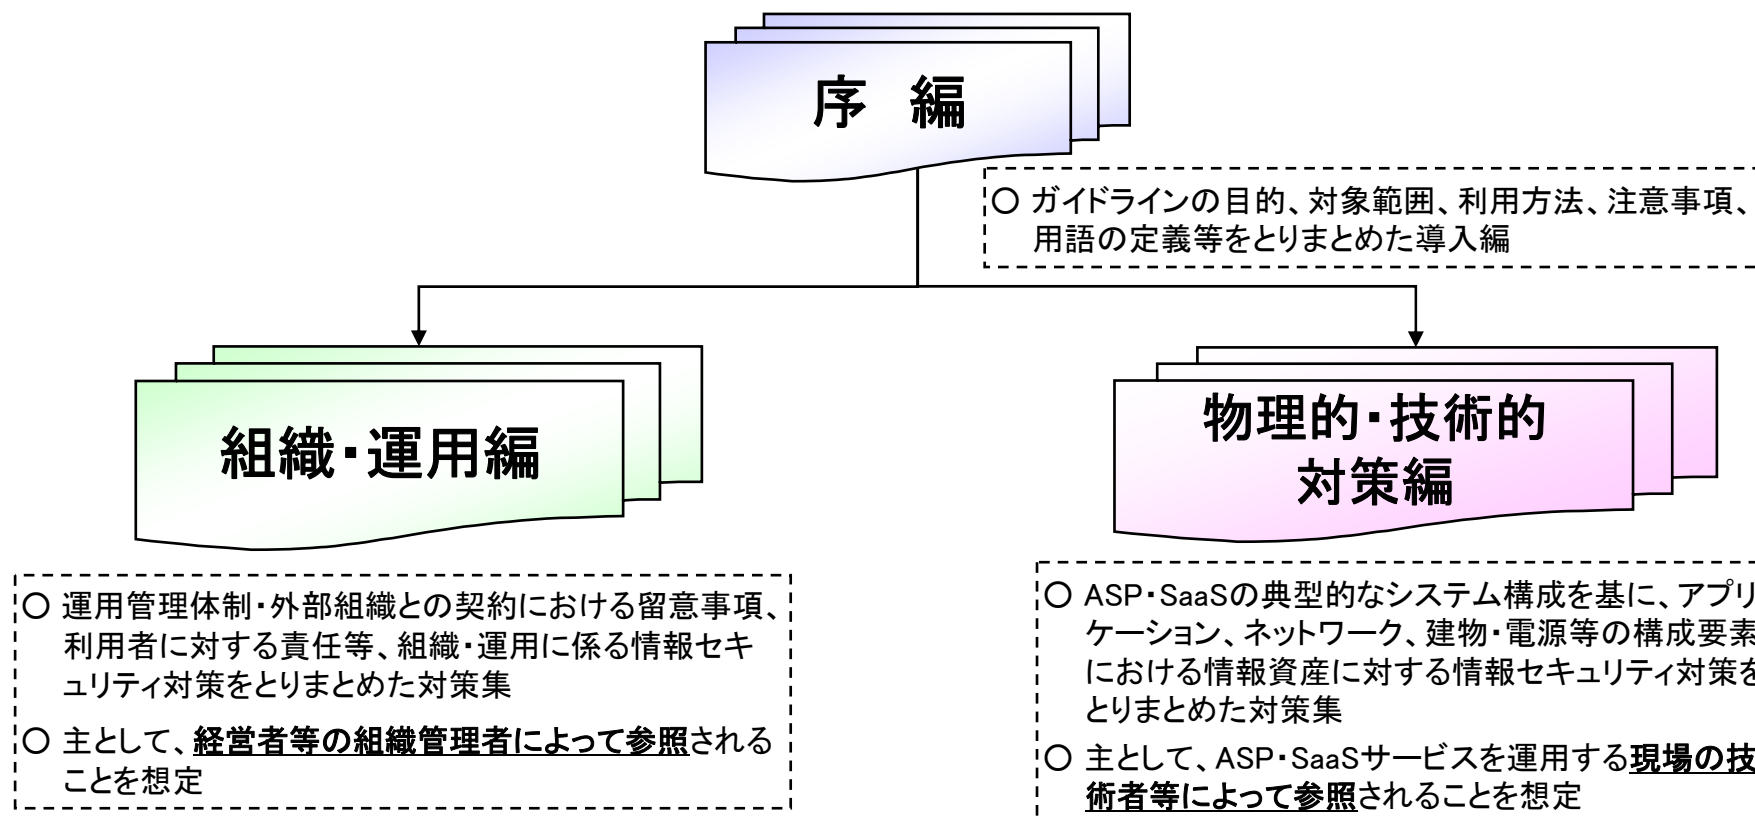 序 編
○ ガイドラインの目的、対象範囲、利用方法、注意事項、
用語の定義等をとりまとめた導入編
組織・運用編
物理的・技術的
対策編
○ 運用管理体制・外部組織との契約における留意事項、
利用者に対する責任等、組織・運用に係る情報セキ
ュリティ対策をとりまとめた対策集
○ 主として、経営者等の組織管理者によって参照される
ことを想定
○ ASP・SaaSの典型的なシステム構成を基に、アプリ
ケーション、ネットワーク、建物・電源等の構成要素
における情報資産に対する情報セキュリティ対策を
とりまとめた対策集
○ 主として、ASP・SaaSサービスを運用する現場の技
術者等によって参照されることを想定